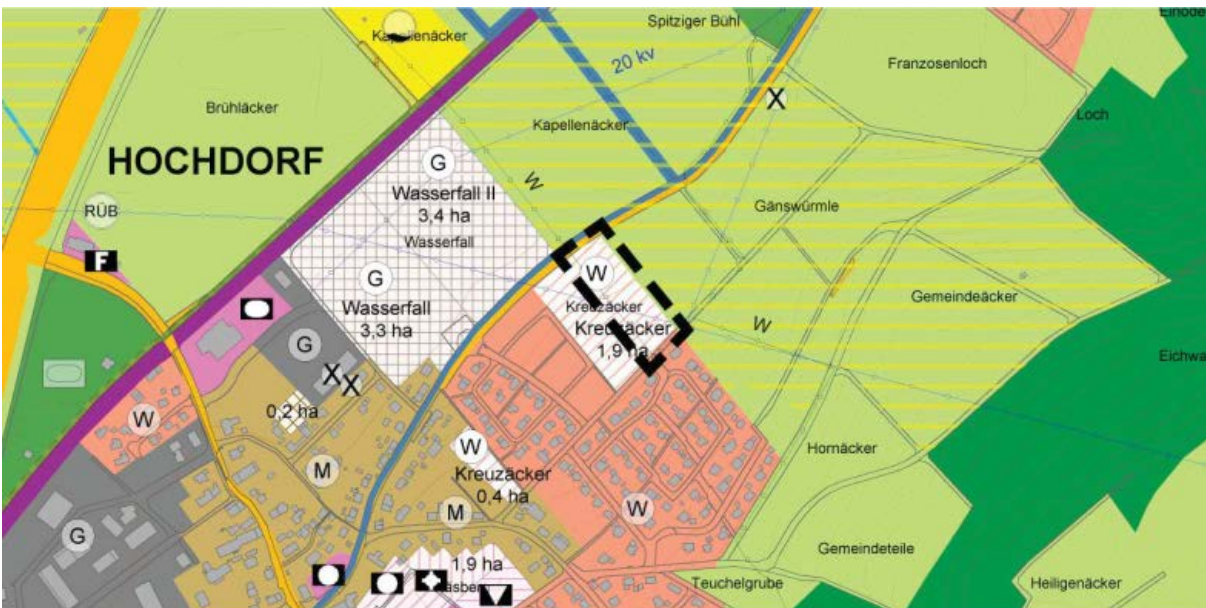 Spitziger Bühl
Kapellenäcker
20 kv
Franzosenloch
Brühläcker
X
Loch
Kapellenäcker
HOCHDORF
G
Wasserfall II
3,4 ha
W
RÜB
Gänswürmle
Wasserfall
F
W
G
Gemeindeäcker
Kreuzäcker
Wasserfall
3,3 ha
Kreuzäcker
1,9 ha
W
G
XX
0,2 ha
W
W
Hornäcker
M
Kreuzäcker
0,4 ha
M
W
G
Gemeindeteile
1,9 ha
Teuchelgrube
Heiligenäcker